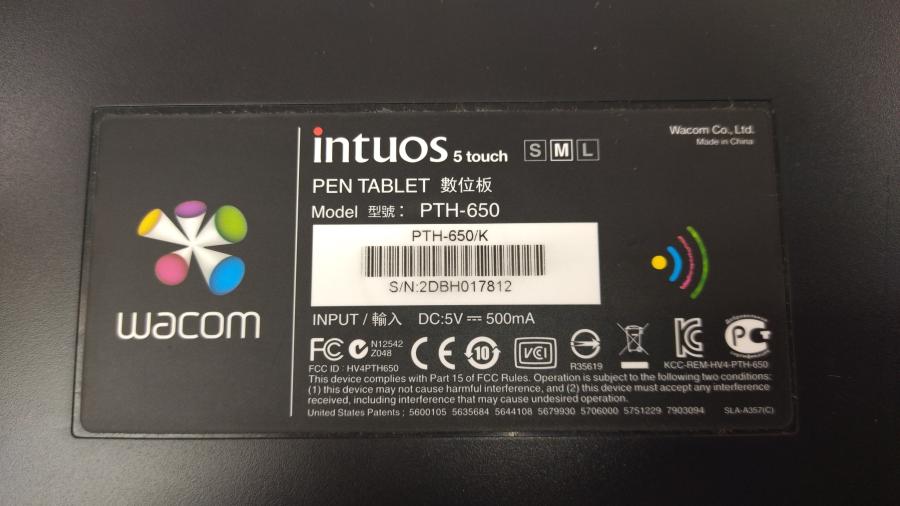 intuos 5 touch S M L
Wacom Co., Ltd.
Made in China
PEN TABLET 數位板
Model 型號： PTH-650
PTH-650/K
S/N:2DBH017812
wacom
INPUT / 輸入 DC:5V 500mA
FC N12542
Z048
CE
10
VCI
R35619
FCC ID : HV4PTH650
KCC-REM-HV4-PTH-650
This device complies with Part 15 of FCC Rules. Operation is subject to the following two conditions:
(1) this device may not cause harmful interference, and (2) this device must accept any interference
received, including interference that may cause undesired operation.
United States Patents ; 5600105 5635684 5644108 5679930 5706000 5751229 7903094
SLA-A357(C)